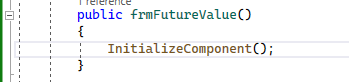 1 reference
public frmFutureValue()
{
InitializeComponent();
}